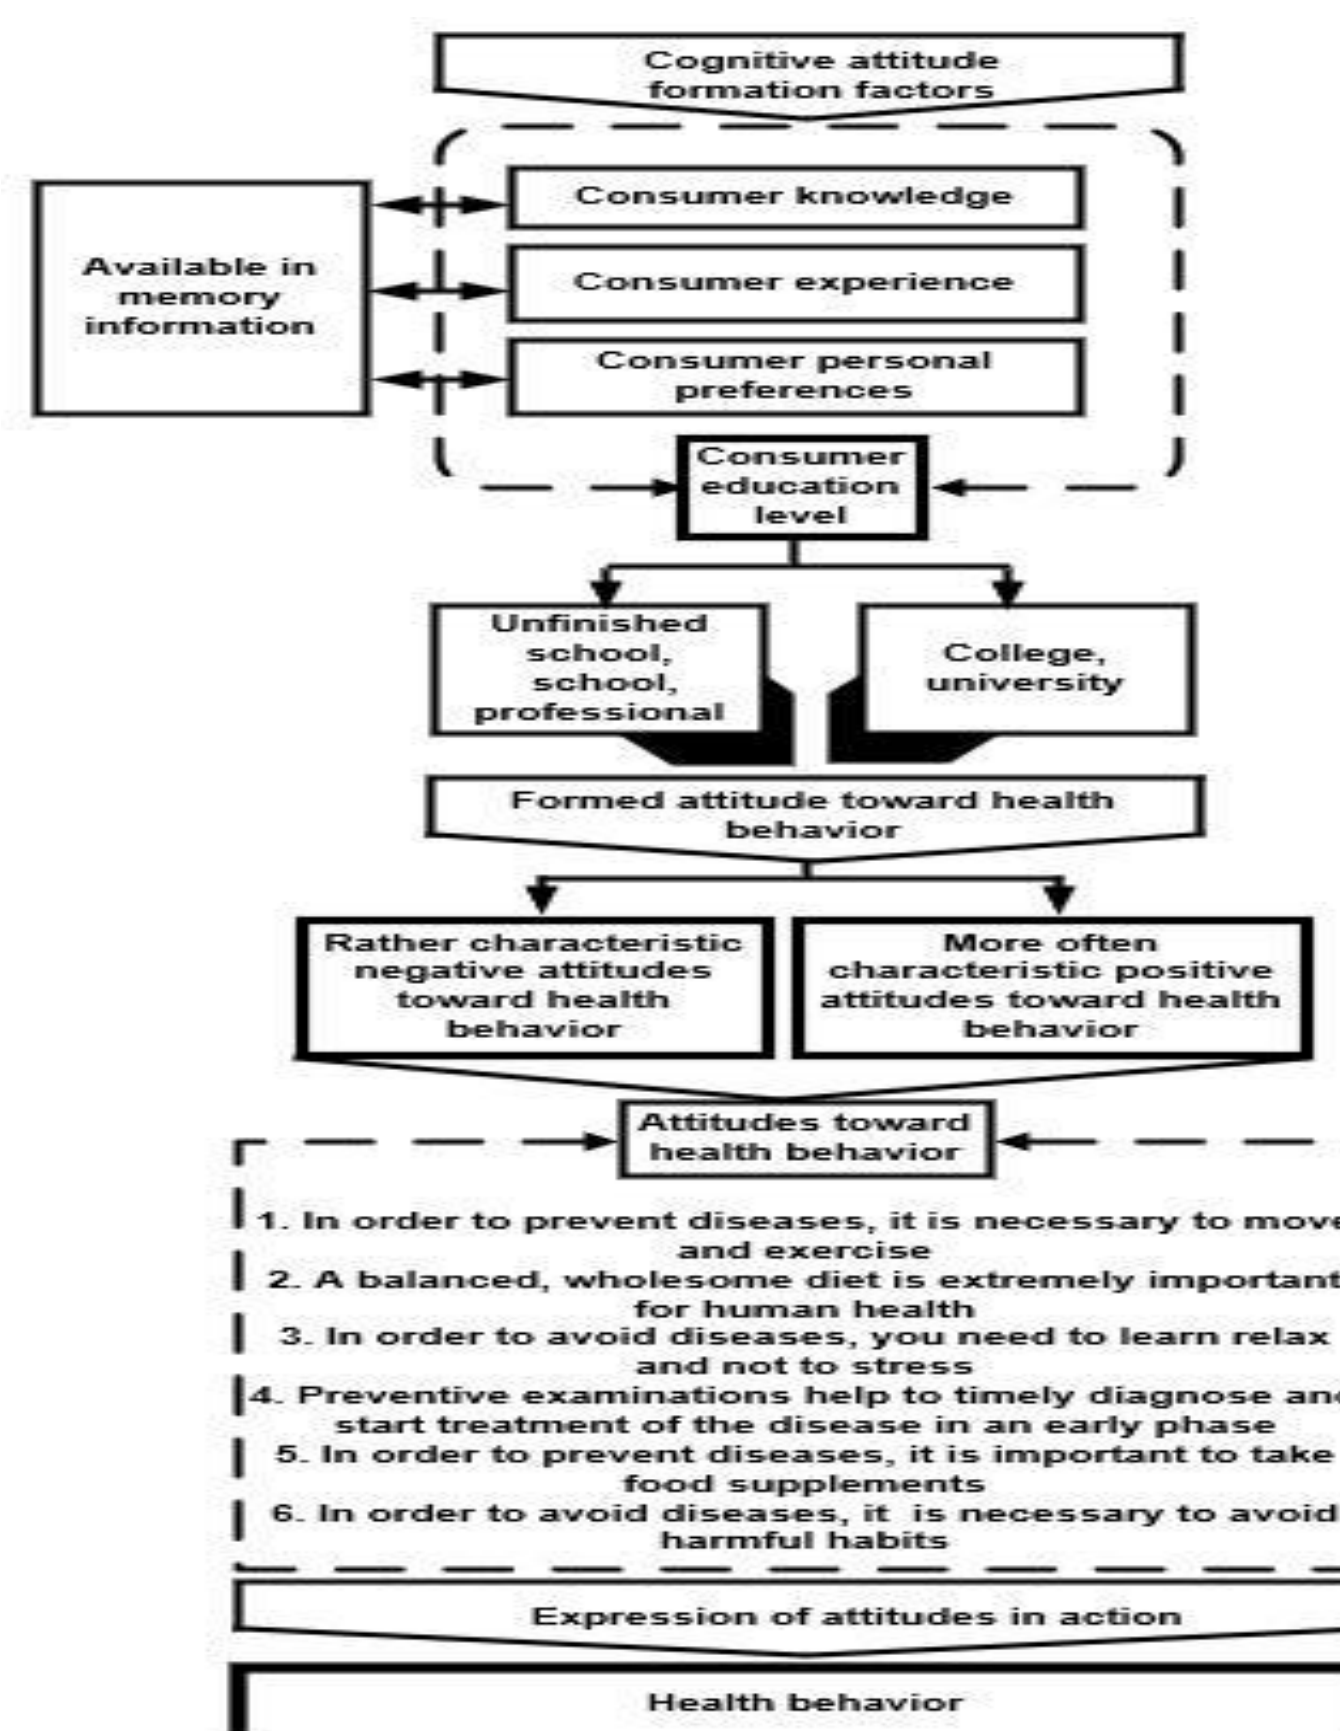 Cognitive attitude
formation factors
Available in
memory
information
Consumer knowledge
Consumer experience
Consumer personal
preferences
Consumer
education
level
Unfinished
school,
school,
professional
College,
university
Formed attitude toward health
behavior
Rather characteristic
negative attitudes
toward health
behavior
More often
characteristic positive
attitudes toward health
behavior
Attitudes toward
health behavior
1. In order to prevent diseases, it is necessary to move
and exercise
2. A balanced, wholesome diet is extremely important
for human health
3. In order to avoid diseases, you need to learn relax
and not to stress
4. Preventive examinations help to timely diagnose and
start treatment of the disease in an early phase
5. In order to prevent diseases, it is important to take
food supplements
6. In order to avoid diseases, it is necessary to avoid
harmful habits
Expression of attitudes in action
Health behavior